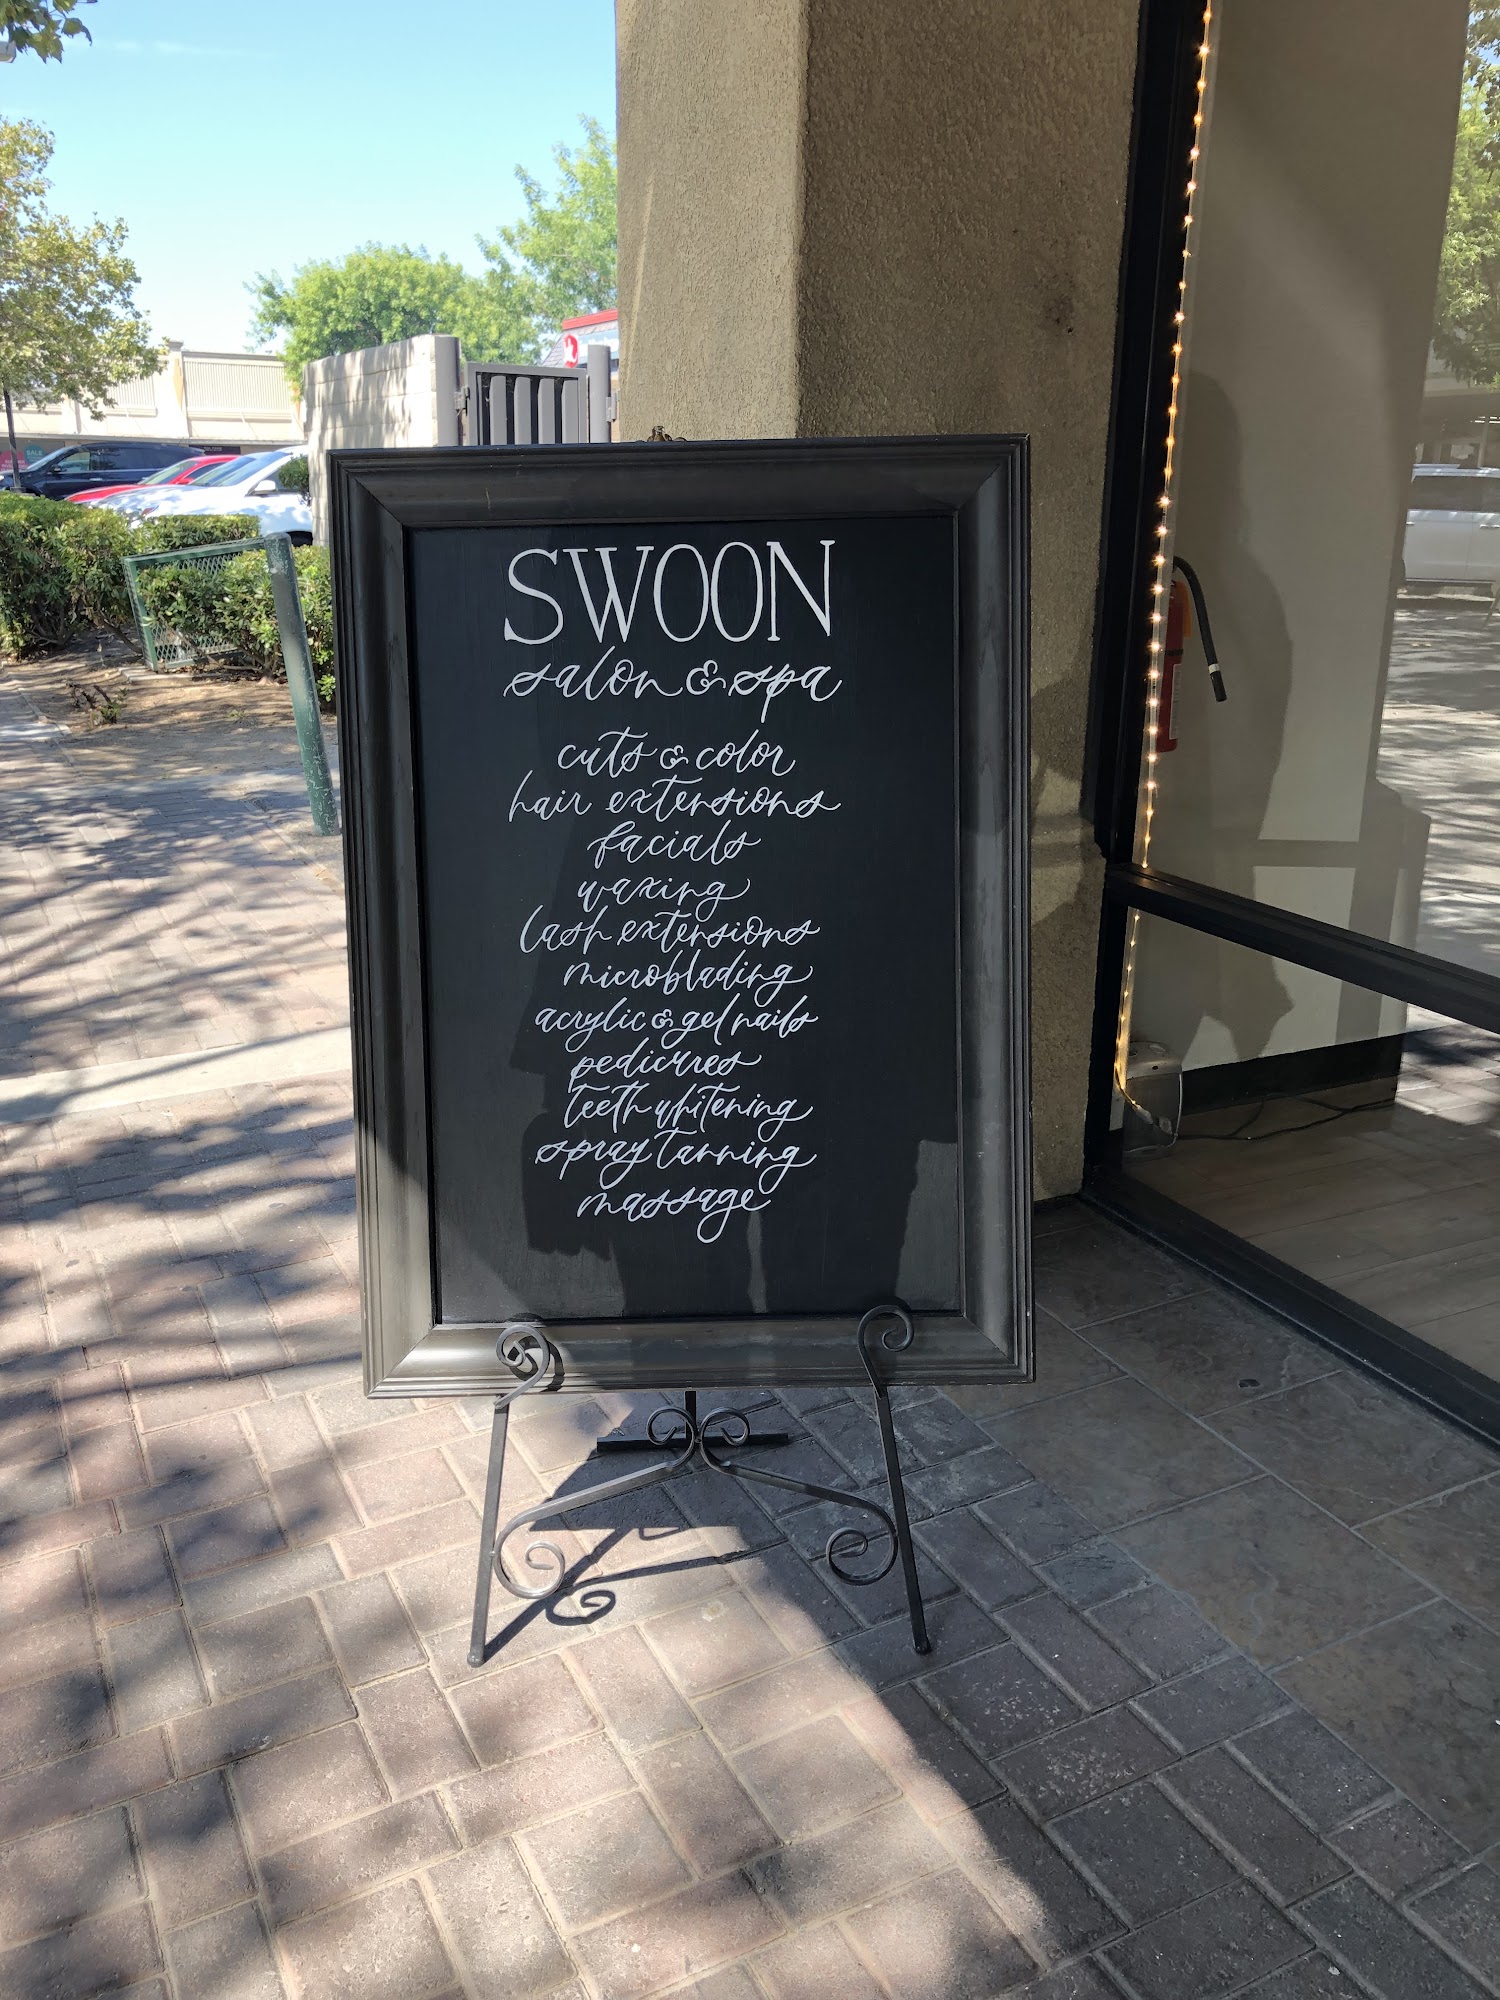 SWOON
salon & spa
cuts & color
hair extensions
facials
waxing
lash extensions
microblading
acrylic & gel nails
pedicures
teeth whitening
spray tanning
massage
SALE